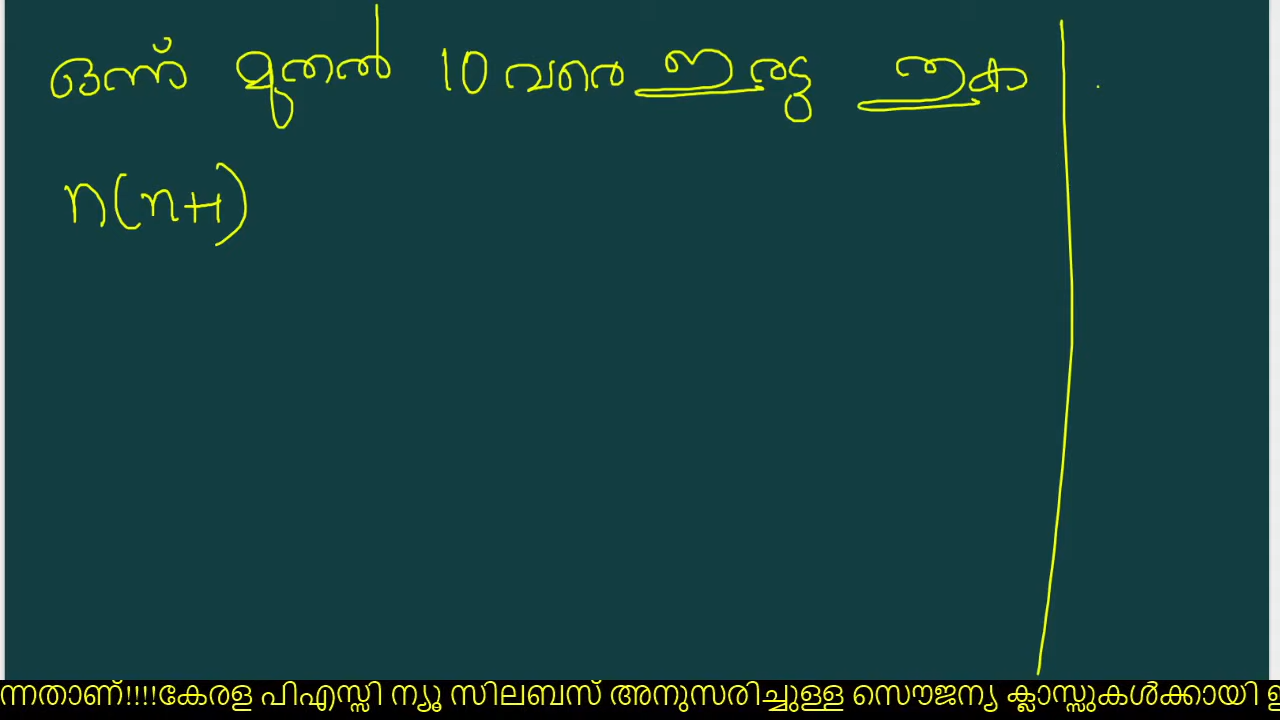 ഒന്ന് മുതൽ 10 വരെ ഇരട്ട തുക
n(n+1)
ന്നതാണ്!!!!കേരള പിഎസ്സി ന്യൂ സിലബസ് അനുസരിച്ചുള്ള സൌജന്യ ക്ലാസ്സുകൾക്കായി